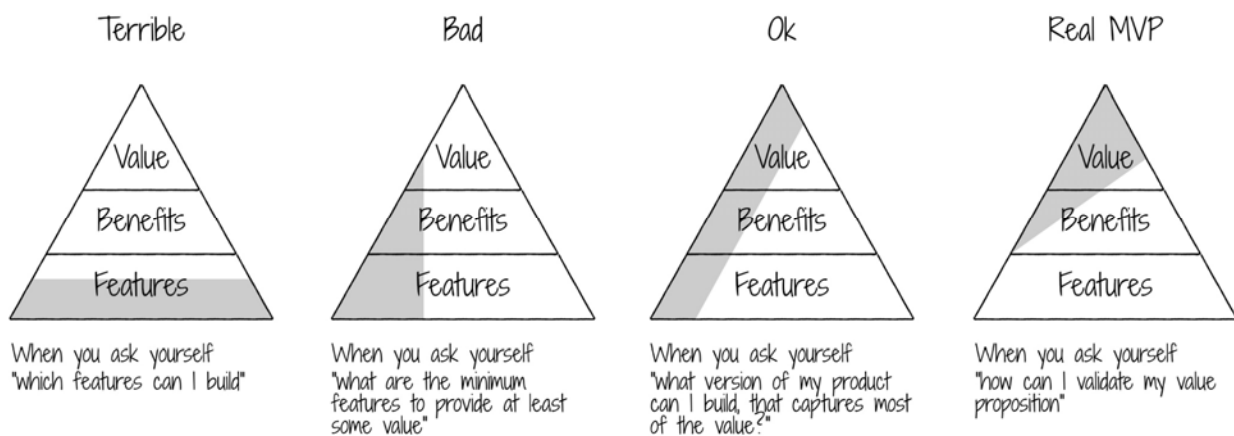 Terrible
Value
Benefits
Features
When you ask yourself
"which features can I build"
Bad
Value
Benefits
Features
When you ask yourself
"what are the minimum
features to provide at least
some value"
Ok
Value
Benefits
Features
When you ask yourself
"what version of my product
can I build, that captures most
of the value?"
Real MVP
Value
Benefits
Features
When you ask yourself
"how can I validate my value
proposition"